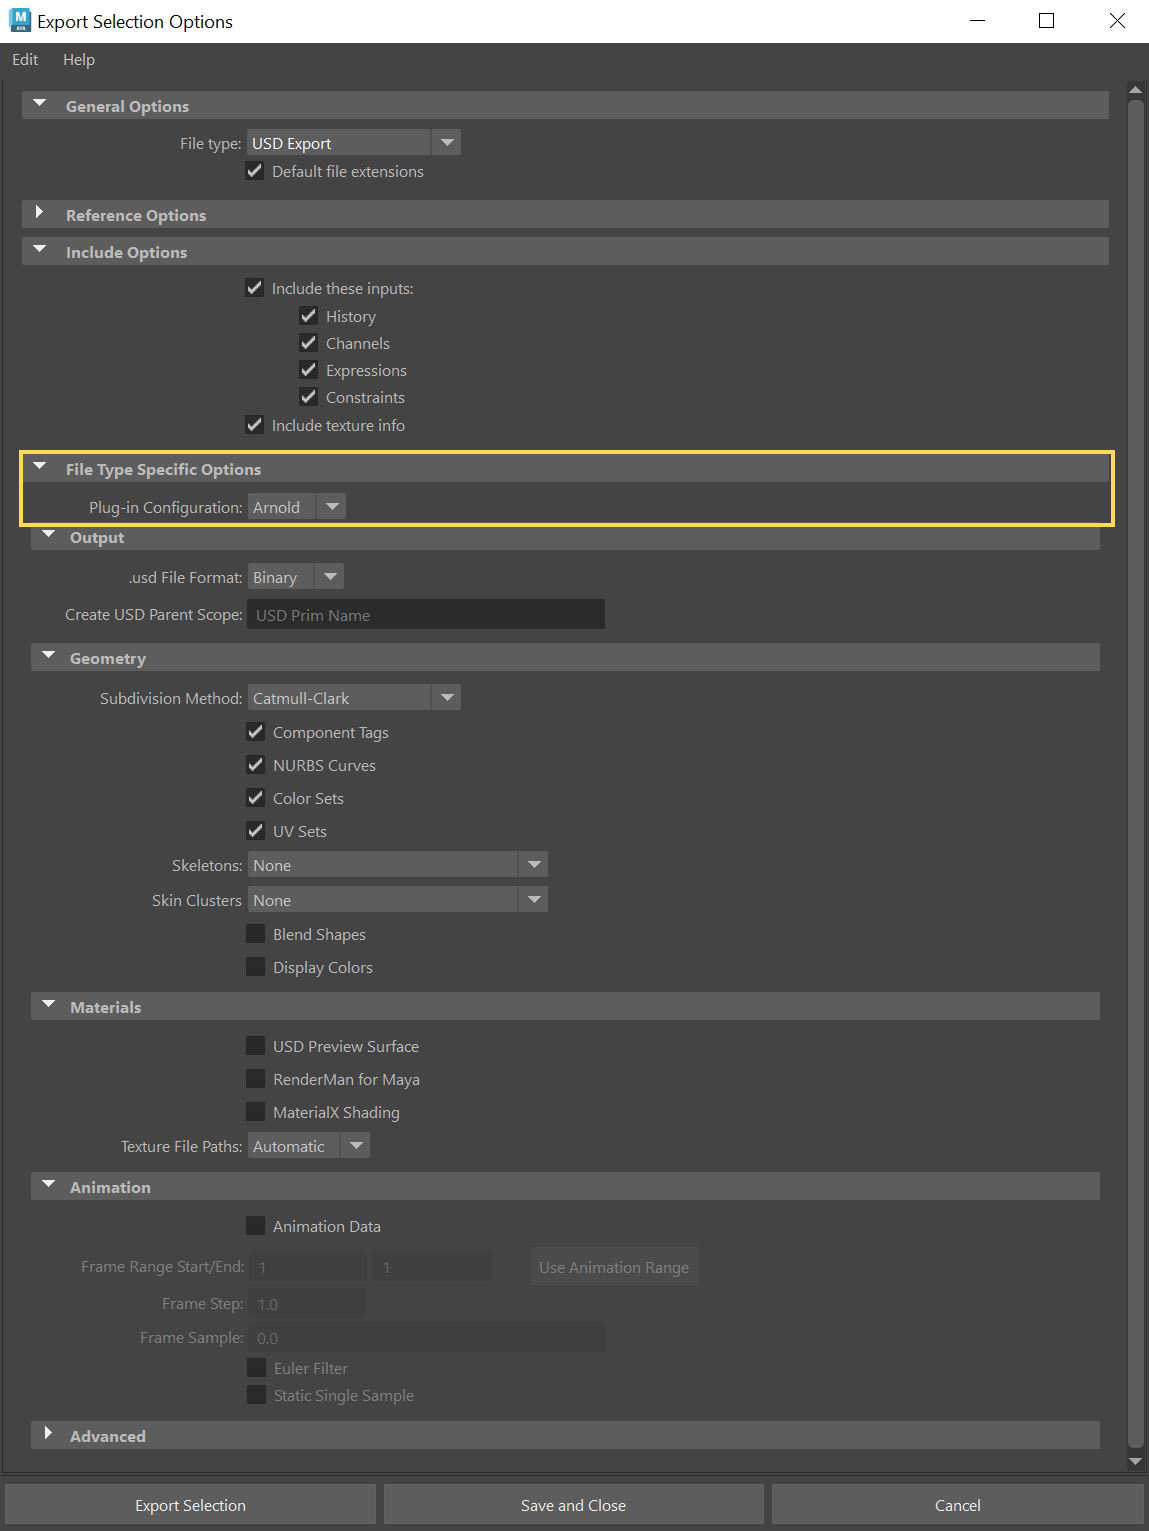 M
AYA
Export Selection Options
Edit Help
General Options
File type: USD Export
Default file extensions
Reference Options
Include Options
Include these inputs:
History
Channels
Expressions
Constraints
Include texture info
File Type Specific Options
Plug-in Configuration: Arnold
Output
.usd File Format: Binary
Create USD Parent Scope: USD Prim Name
Geometry
Subdivision Method: Catmull-Clark
Component Tags
NURBS Curves
Color Sets
UV Sets
Skeletons: None
Skin Clusters None
Blend Shapes
Display Colors
Materials
USD Preview Surface
RenderMan for Maya
MaterialX Shading
Texture File Paths: Automatic
Animation
Animation Data
Frame Range Start/End: 1 1 Use Animation Range
Frame Step: 1.0
Frame Sample: 0.0
Euler Filter
Static Single Sample
Advanced
Export Selection Save and Close Cancel